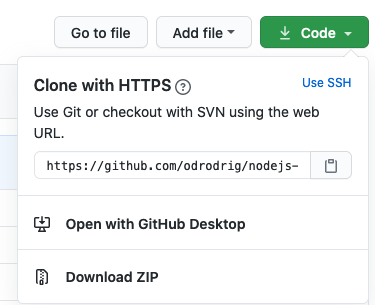 Go to file
Add file
Code
Clone with HTTPS
Use SSH
Use Git or checkout with SVN using the web
URL.
https://github.com/odrodrig/nodejs-
Open with GitHub Desktop
Download ZIP